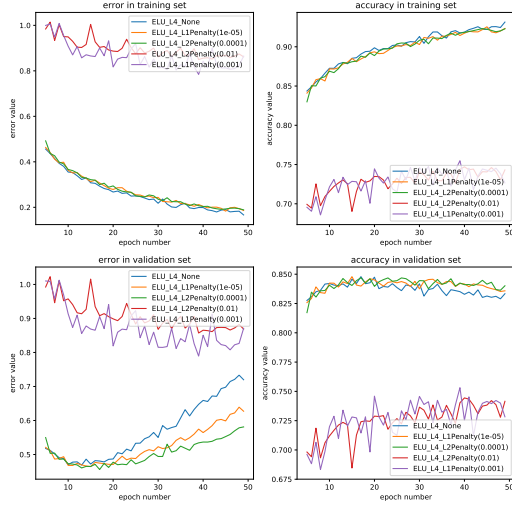 error in training set
error value
1.0
0.8
0.6
0.4
0.2
10
20
30
40
50
epoch number
ELU_L4_None
ELU_L4_L1Penalty(1e-05)
ELU_L4_L2Penalty(0.0001)
ELU_L4_L2Penalty(0.01)
ELU_L4_L1Penalty(0.001)
accuracy in training set
accuracy value
0.90
0.85
0.80
0.75
0.70
10
20
30
40
50
epoch number
ELU_L4_None
ELU_L4_L1Penalty(1e-05)
ELU_L4_L2Penalty(0.0001)
ELU_L4_L2Penalty(0.01)
ELU_L4_L1Penalty(0.001)
error in validation set
error value
1.0
0.9
0.8
0.7
0.6
0.5
10
20
30
40
50
epoch number
ELU_L4_None
ELU_L4_L1Penalty(1e-05)
ELU_L4_L2Penalty(0.0001)
ELU_L4_L2Penalty(0.01)
ELU_L4_L1Penalty(0.001)
accuracy in validation set
accuracy value
0.850
0.825
0.800
0.775
0.750
0.725
0.700
0.675
10
20
30
40
50
epoch number
ELU_L4_None
ELU_L4_L1Penalty(1e-05)
ELU_L4_L2Penalty(0.0001)
ELU_L4_L2Penalty(0.01)
ELU_L4_L1Penalty(0.001)